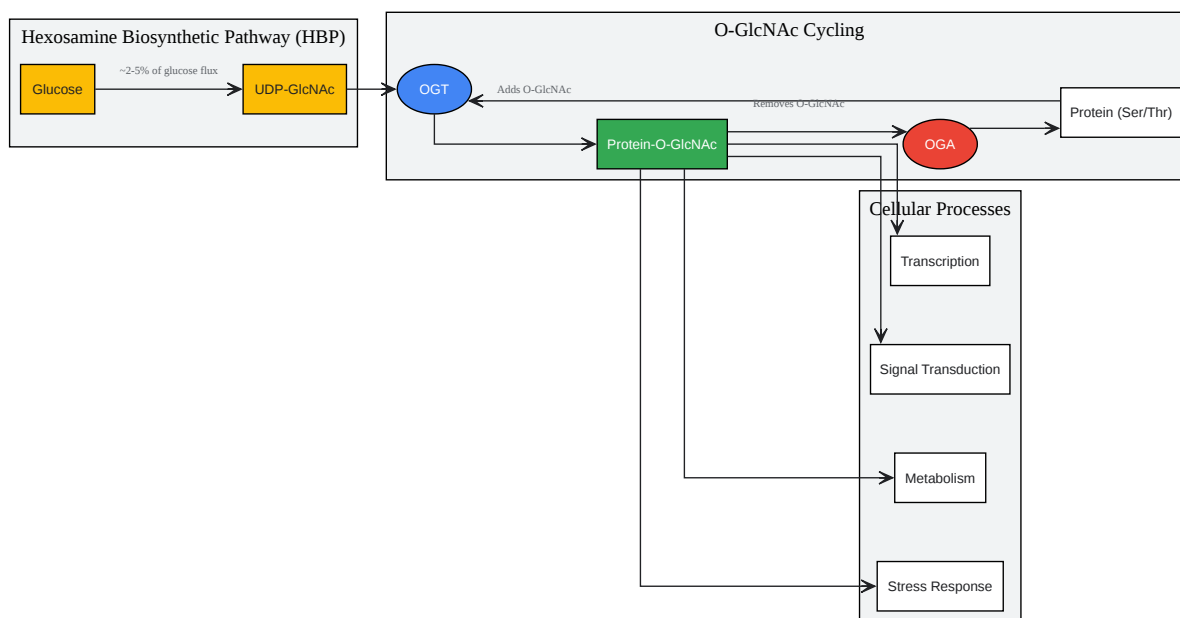 Hexosamine Biosynthetic Pathway (HBP)
Glucose
~2-5% of glucose flux
UDP-GlcNAc
O-GlcNAc Cycling
OGT
Adds O-GlcNAc
Removes O-GlcNAc
Protein (Ser/Thr)
Protein-O-GlcNAc
OGA
Cellular Processes
Transcription
Signal Transduction
Metabolism
Stress Response